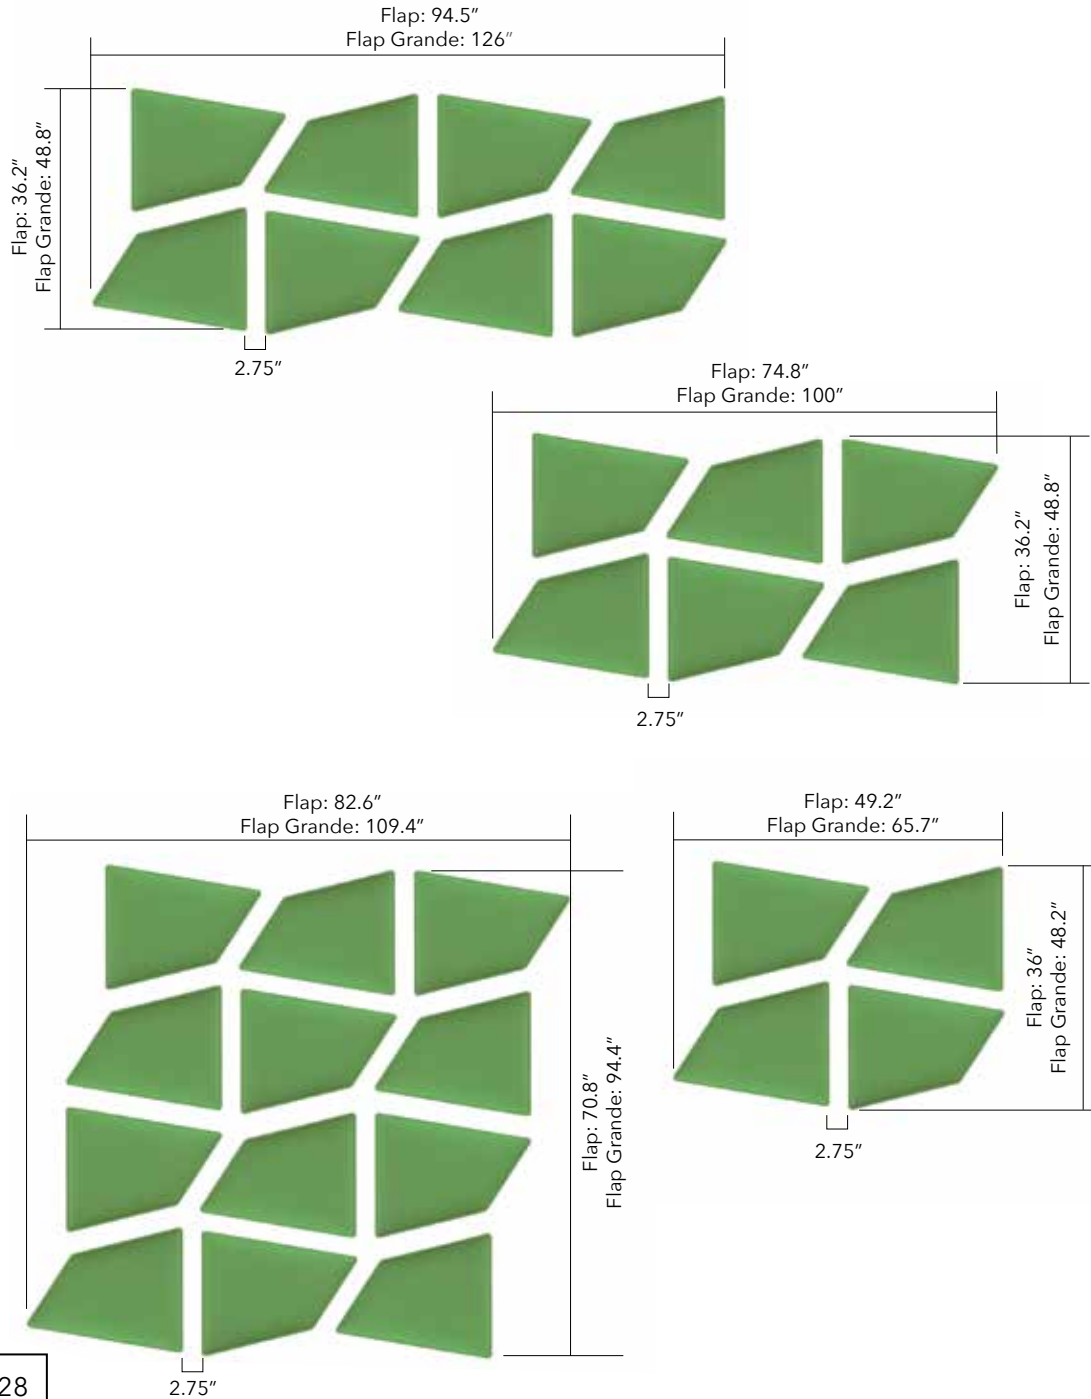 Flap: 94.5”
Flap Grande: 126”
Flap: 36.2”
Flap Grande: 48.8”
2.75”
Flap: 74.8”
Flap Grande: 100”
Flap: 36.2”
Flap Grande: 48.8”
2.75”
Flap: 82.6”
Flap Grande: 109.4”
Flap: 70.8”
Flap Grande: 94.4”
2.75”
Flap: 49.2”
Flap Grande: 65.7”
Flap: 36”
Flap Grande: 48.2”
2.75”
28